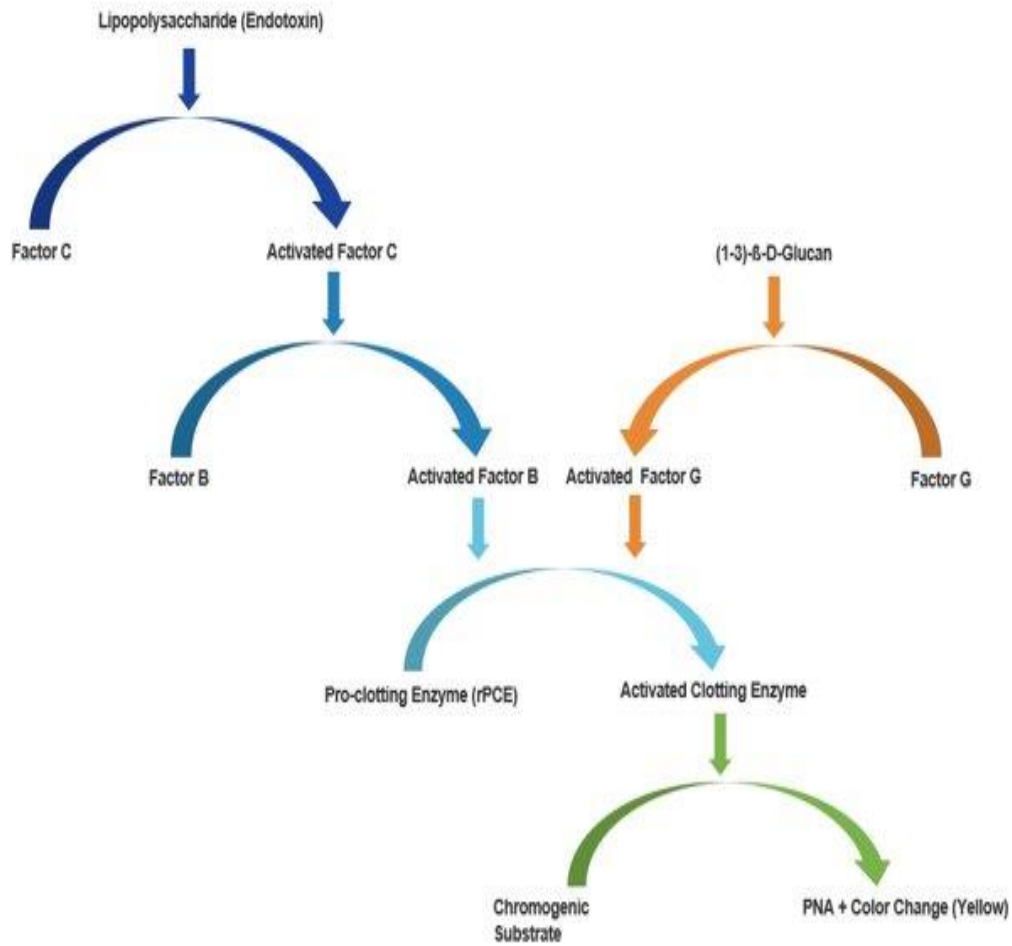 Lipopolysaccharide (Endotoxin)
Factor C
Activated Factor C
(1-3)-ß-D-Glucan
Factor B
Activated Factor B
Activated Factor G
Factor G
Pro-clotting Enzyme (rPCE)
Activated Clotting Enzyme
Chromogenic
Substrate
PNA + Color Change (Yellow)